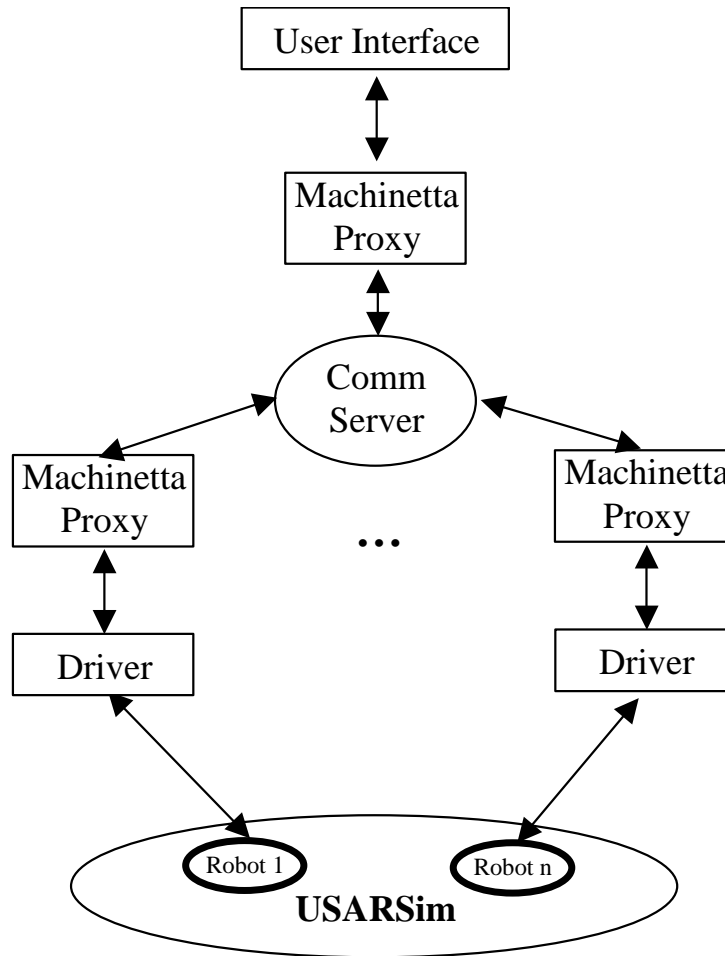 User Interface
Machinetta
Proxy
Comm
Server
Machinetta
Proxy
Machinetta
Proxy
...
Driver
Driver
Robot 1
Robot n
USARSim